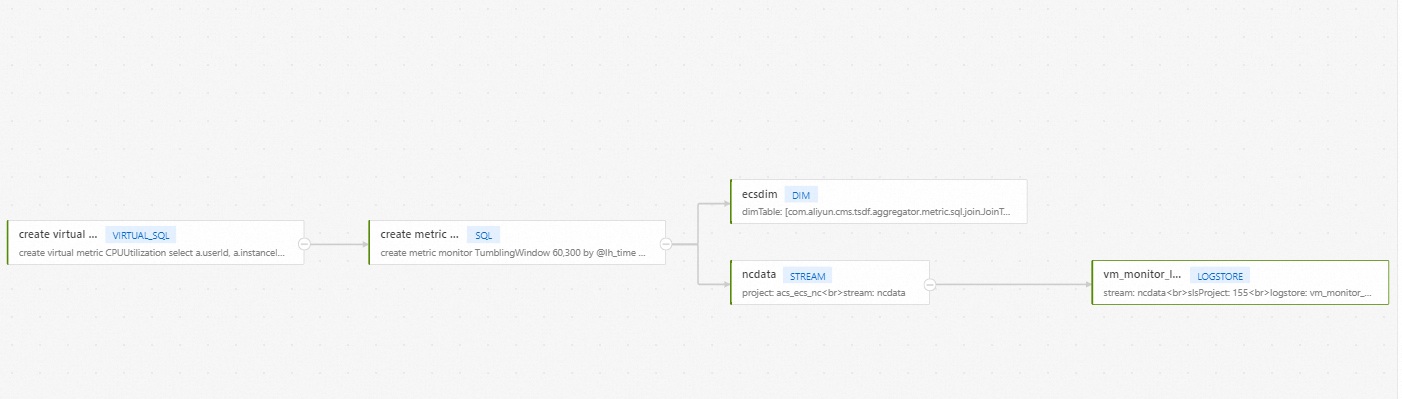 create virtual ... VIRTUAL_SQL
create virtual metric CPUUtilization select a.userId, a.instanceI...
create metric ... SQL
create metric monitor TumblingWindow 60,300 by @lh_time ...
ecsdim DIM
dimTable: [com.aliyun.cms.tsdf.aggregator.metric.sql.join.JoinT...
ncdata STREAM
project: acs_ecs_nc<br>stream: ncdata
vm_monitor_l... LOGSTORE
stream: ncdata<br>slsProject: 155<br>logstore: vm_monitor_...